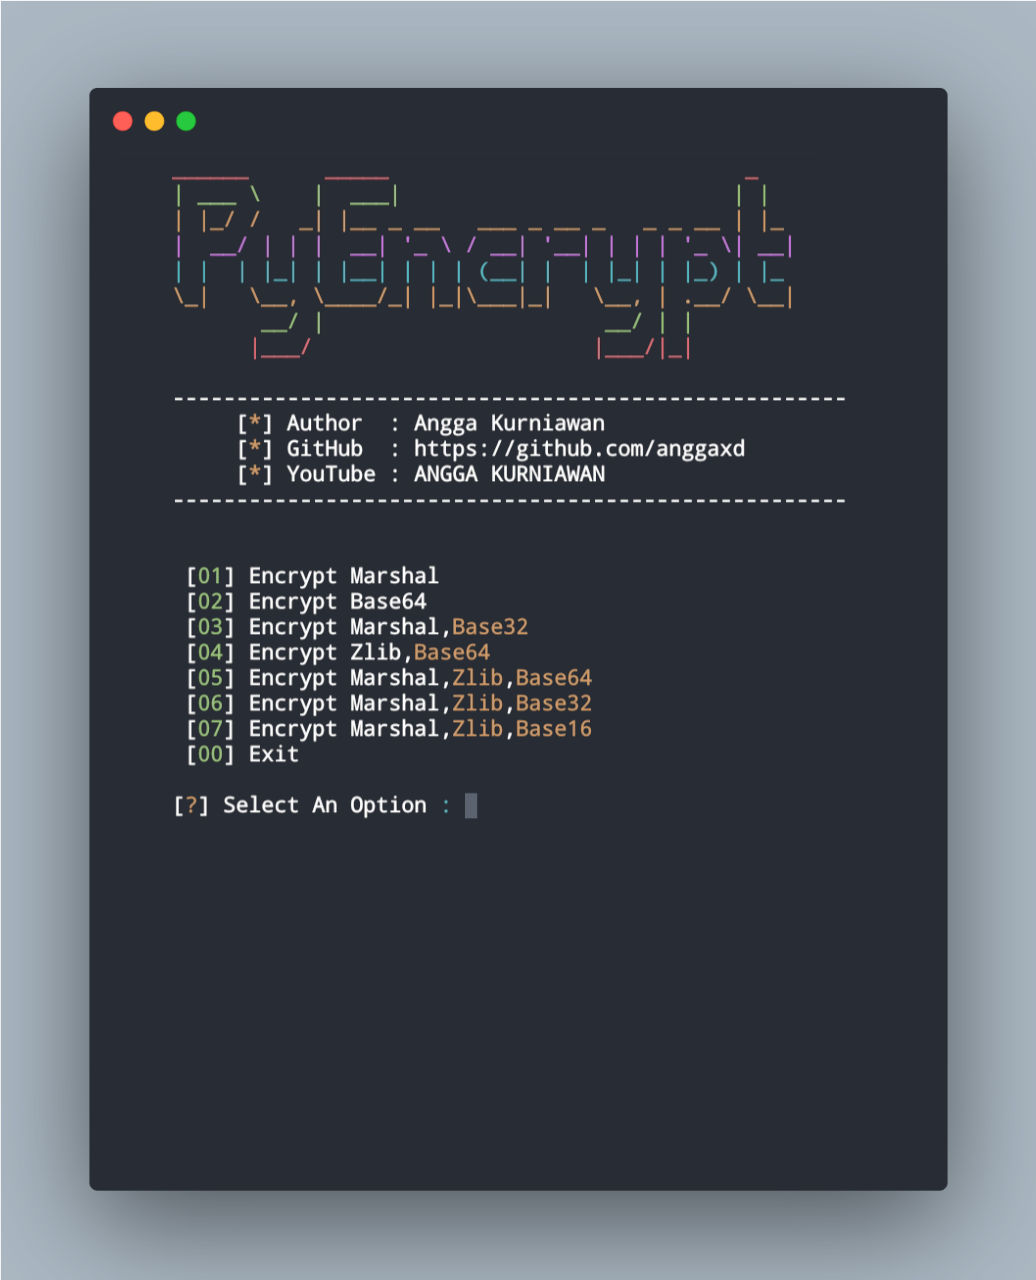 PyEncrypt
-----------------------------------------------------
[*] Author  : Angga Kurniawan
[*] GitHub  : https://github.com/anggaxd
[*] YouTube : ANGGA KURNIAWAN
-----------------------------------------------------
[01] Encrypt Marshal
[02] Encrypt Base64
[03] Encrypt Marshal,Base32
[04] Encrypt Zlib,Base64
[05] Encrypt Marshal,Zlib,Base64
[06] Encrypt Marshal,Zlib,Base32
[07] Encrypt Marshal,Zlib,Base16
[00] Exit
[?] Select An Option :